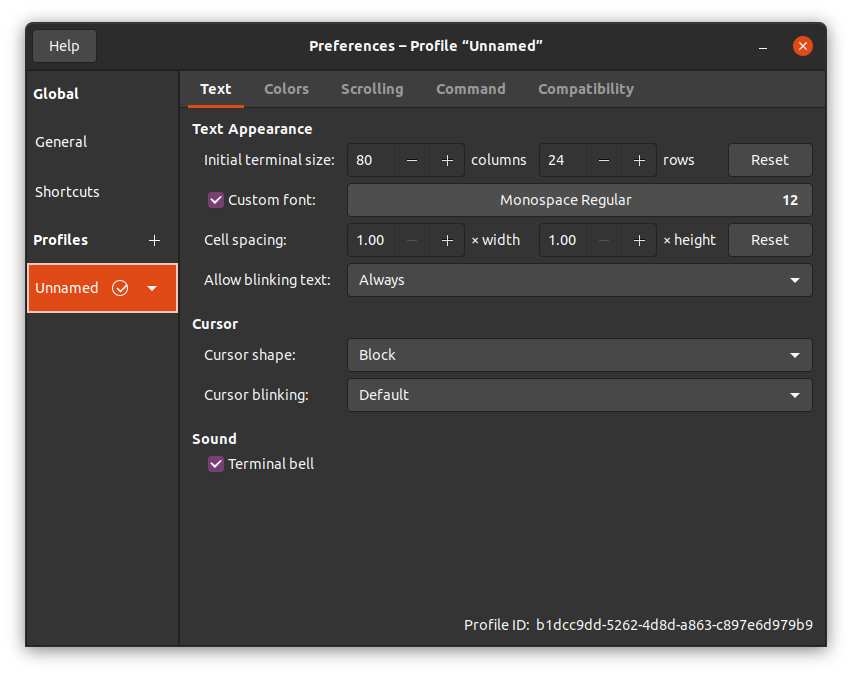 Help
Preferences – Profile “Unnamed”
Global
General
Shortcuts
Profiles
Unnamed
Text Colors Scrolling Command Compatibility
Text Appearance
Initial terminal size: 80 − + columns 24 − + rows Reset
Custom font: Monospace Regular 12
Cell spacing: 1.00 − + × width 1.00 − + × height Reset
Allow blinking text: Always
Cursor
Cursor shape: Block
Cursor blinking: Default
Sound
Terminal bell
Profile ID: b1dcc9dd-5262-4d8d-a863-c897e6d979b9